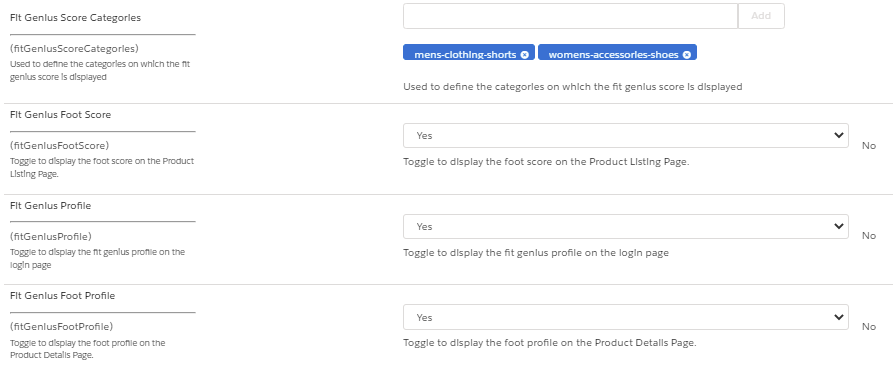 Fit Genius Score Categories
Add
(fitGeniusScoreCategories)
mens-clothing-shorts
womens-accessories-shoes
Used to define the categories on which the fit
genius score is displayed
Used to define the categories on which the fit genius score is displayed
Fit Genius Foot Score
Yes
(fitGeniusFootScore)
No
Toggle to display the foot score on the Product
Listing Page.
Toggle to display the foot score on the Product Listing Page.
Fit Genius Profile
Yes
(fitGeniusProfile)
No
Toggle to display the fit genius profile on the
login page
Toggle to display the fit genius profile on the login page
Fit Genius Foot Profile
Yes
(fitGeniusFootProfile)
No
Toggle to display the foot profile on the
Product Details Page.
Toggle to display the foot profile on the Product Details Page.